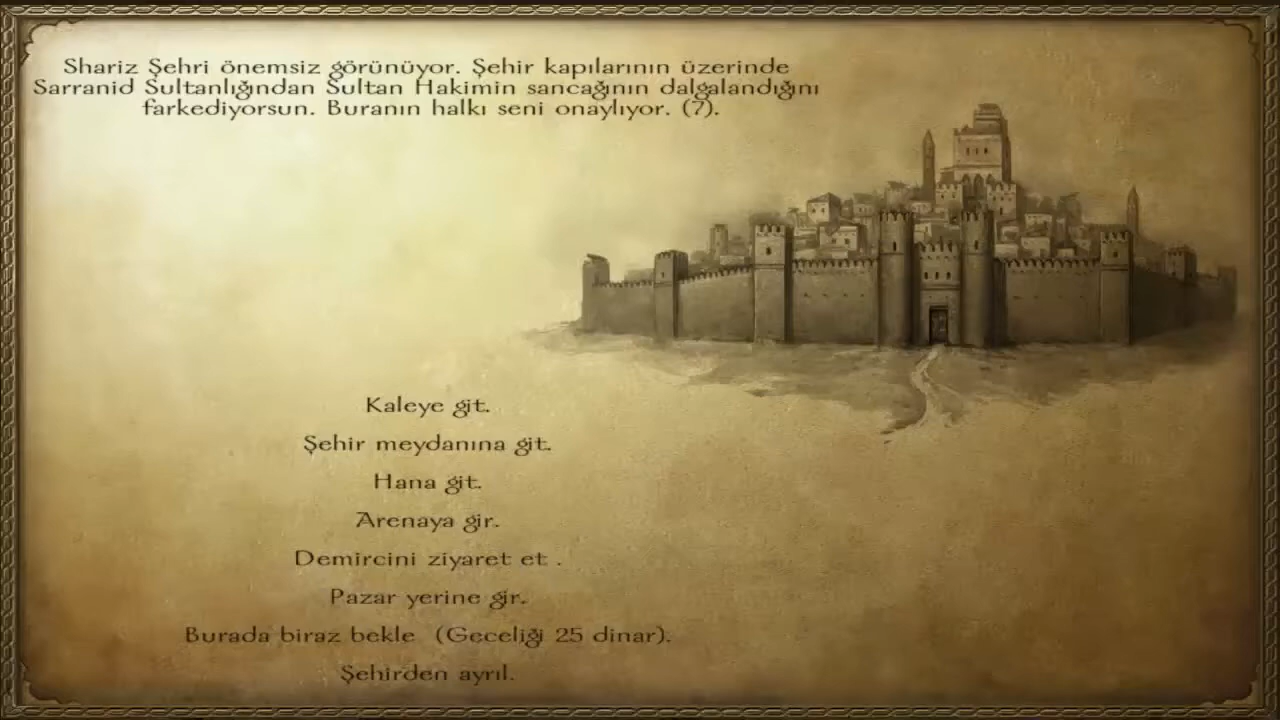 Shariz Şehri önemsiz görünüyor. Şehir kapılarının üzerinde
Sarranid Sultanlığından Sultan Hakimin sancağının dalgalandığını
farkediyorsun. Buranın halkı seni onaylıyor. (7).
Kaleye git.
Şehir meydanına git.
Hana git.
Arenaya gir.
Demircini ziyaret et .
Pazar yerine gir.
Burada biraz bekle  (Geceliği 25 dinar).
Şehirden ayrıl.